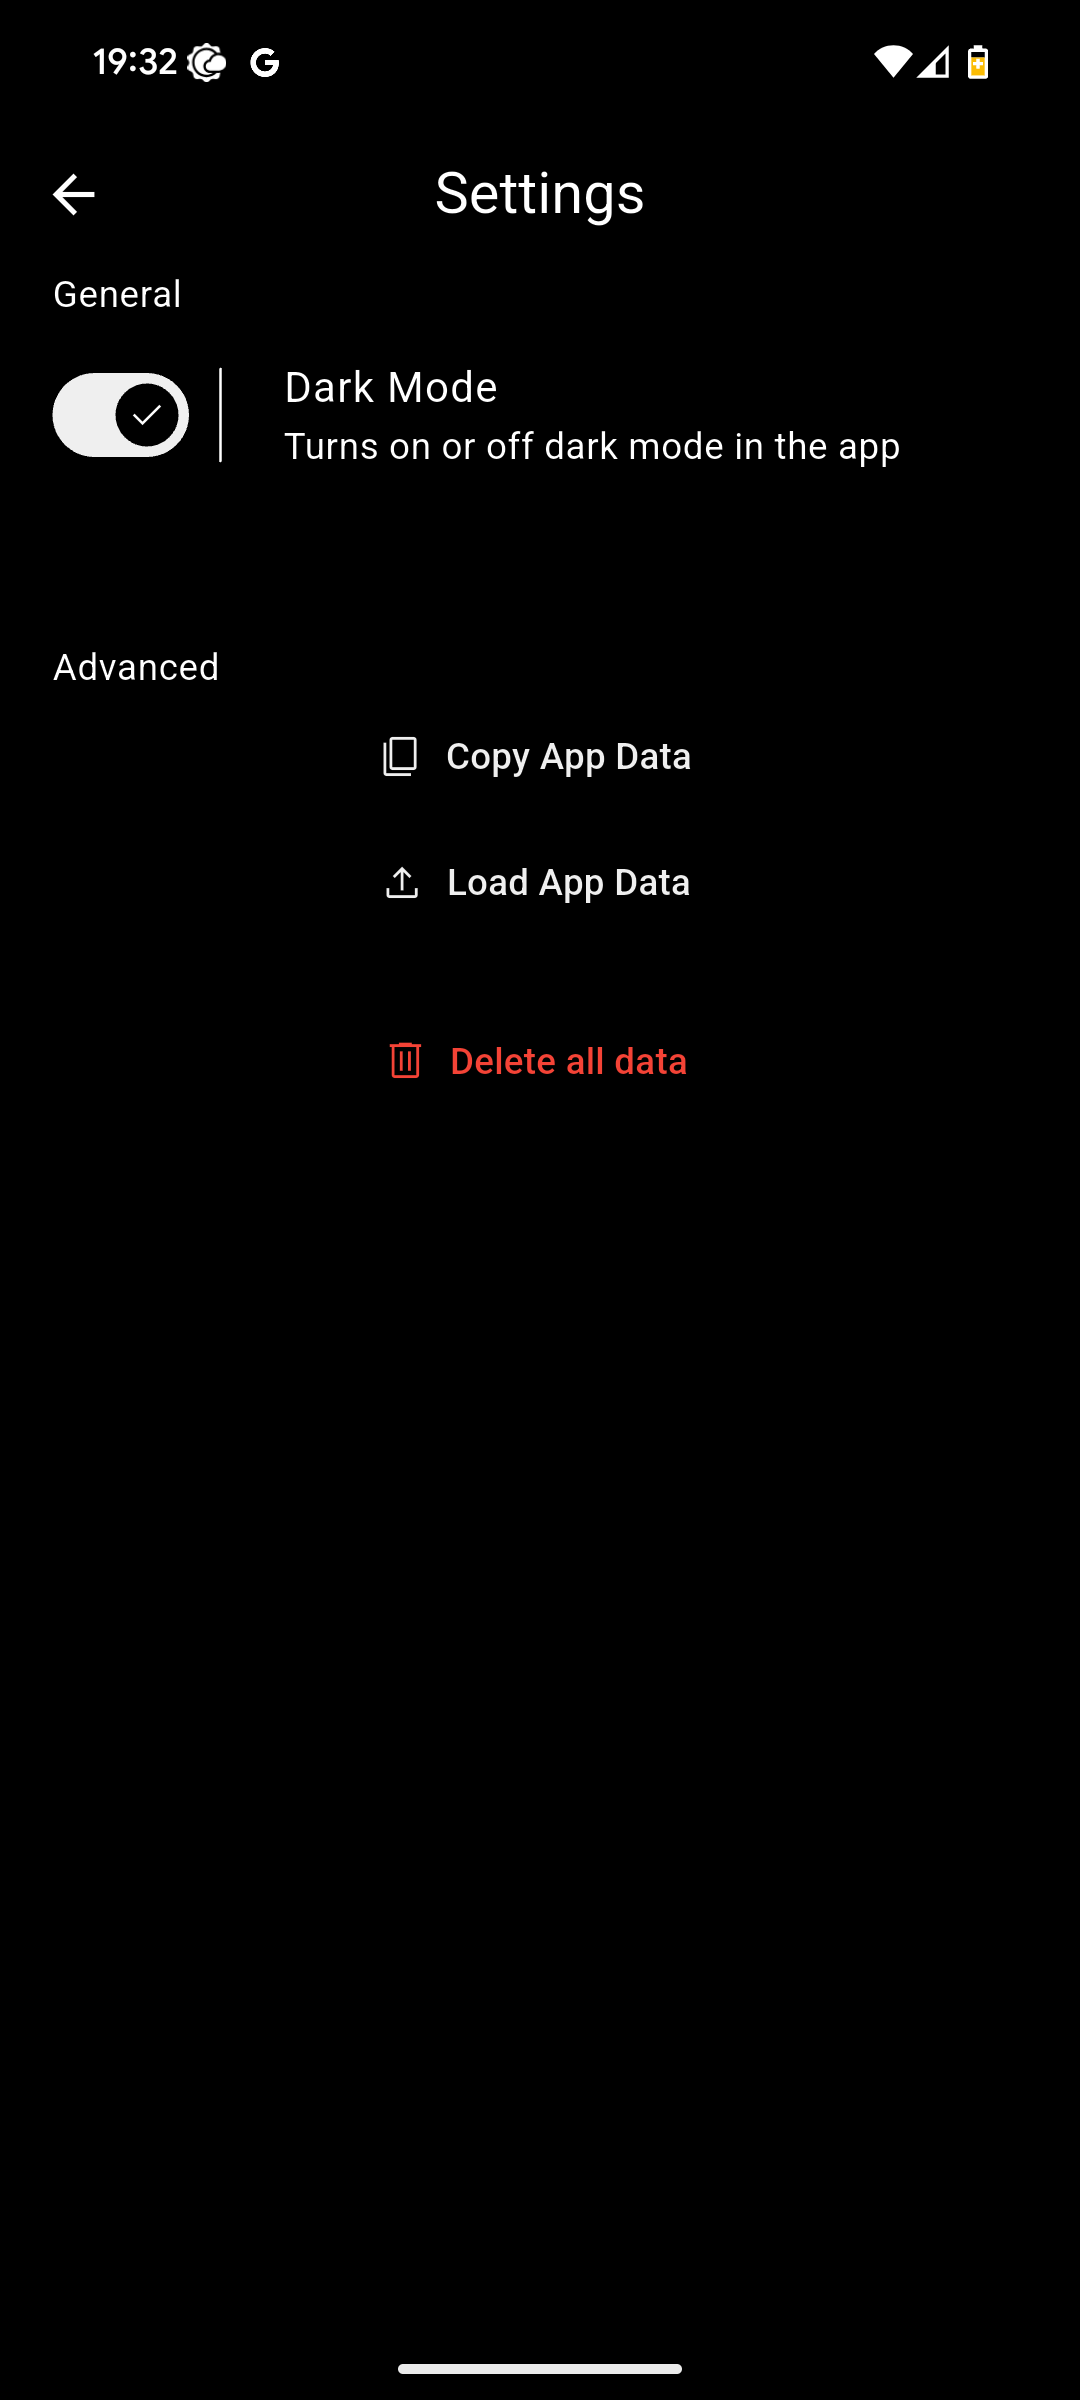 19:32
Settings
General
Dark Mode
Turns on or off dark mode in the app
Advanced
Copy App Data
Load App Data
Delete all data